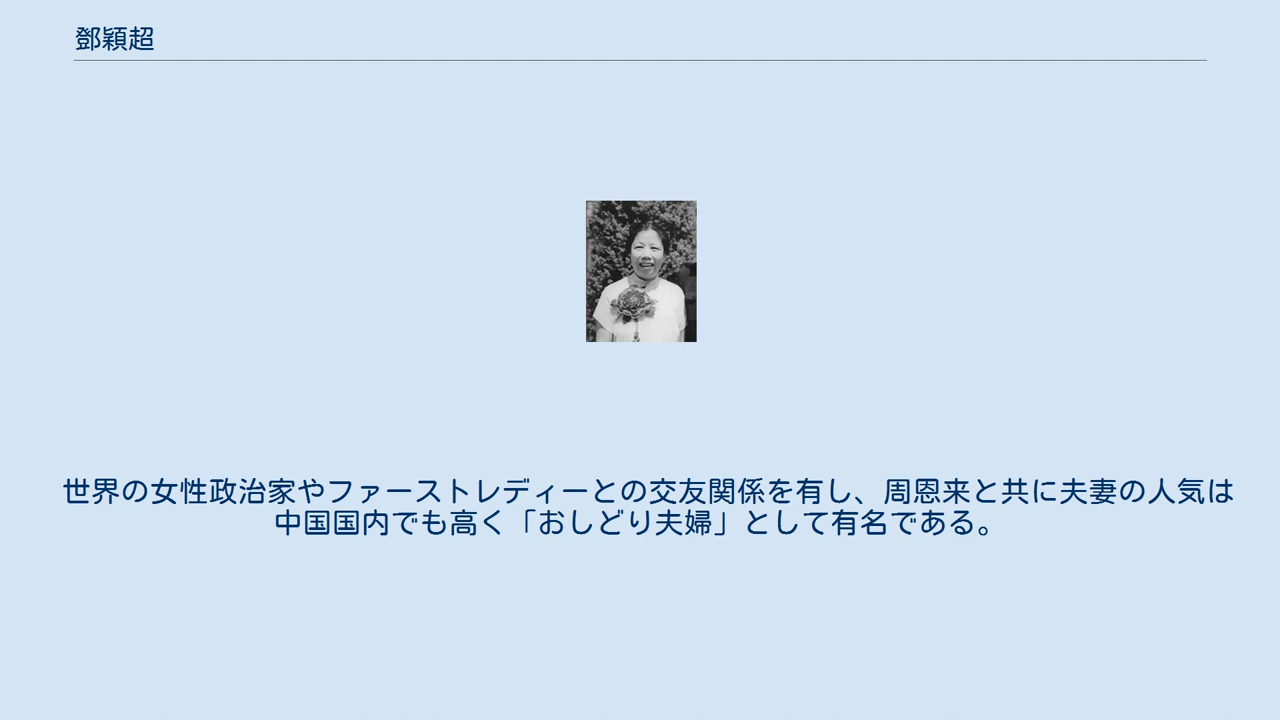 鄧穎超
世界の女性政治家やファーストレディーとの交友関係を有し、周恩来と共に夫妻の人気は
中国国内でも高く「おしどり夫婦」として有名である。